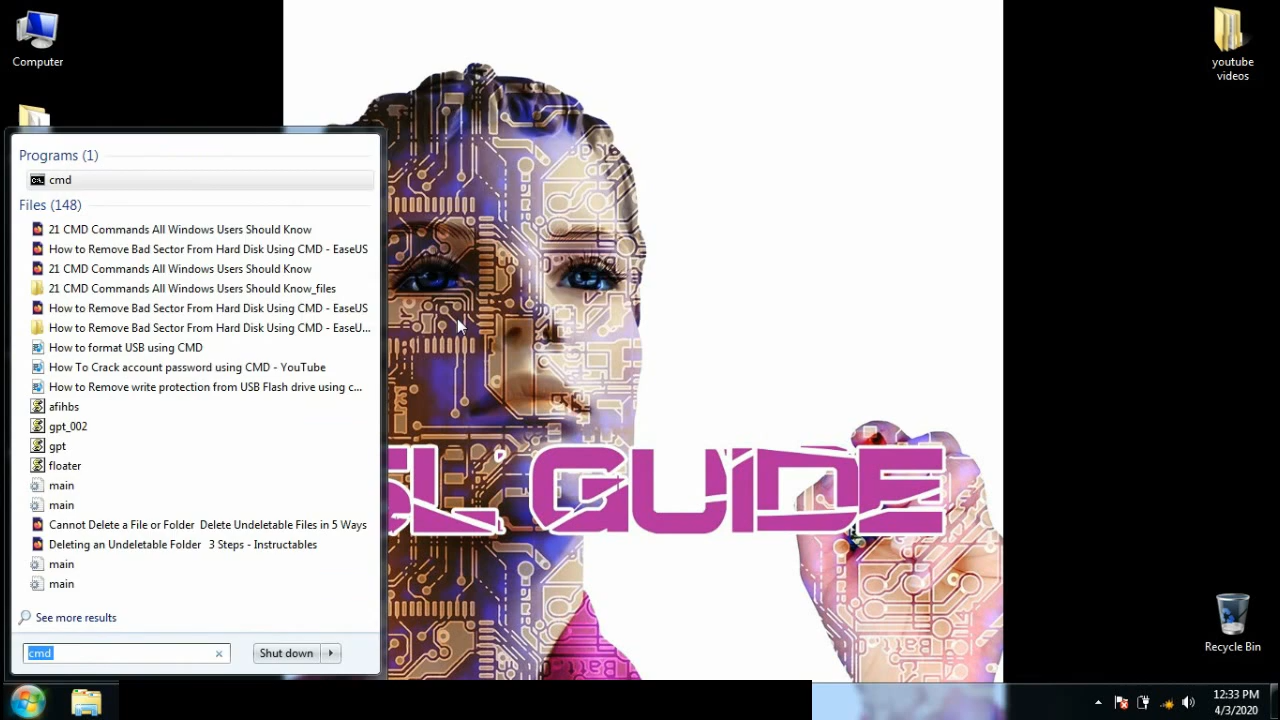 Computer
youtube
videos
Programs (1)
cmd
Files (148)
21 CMD Commands All Windows Users Should Know
How to Remove Bad Sector From Hard Disk Using CMD - EaseUS
21 CMD Commands All Windows Users Should Know
21 CMD Commands All Windows Users Should Know_files
How to Remove Bad Sector From Hard Disk Using CMD - EaseUS
How to Remove Bad Sector From Hard Disk Using CMD - EaseU...
How to format USB using CMD
How To Crack account password using CMD - YouTube
How to Remove write protection from USB Flash drive using c...
afihbs
gpt_002
gpt
floater
main
main
Cannot Delete a File or Folder Delete Undeletable Files in 5 Ways
Deleting an Undeletable Folder 3 Steps - Instructables
main
main
See more results
cmd
Shut down
EL GUIDE
Recycle Bin
12:33 PM
4/3/2020